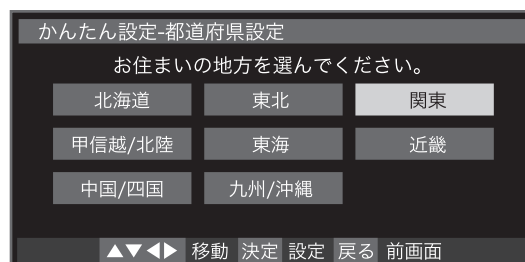 かんたん設定-都道府県設定
お住まいの地方を選んでください。
北海道 東北 関東
甲信越/北陸 東海 近畿
中国/四国 九州/沖縄
▲▼◀▶ 移動 決定 設定 戻る 前画面